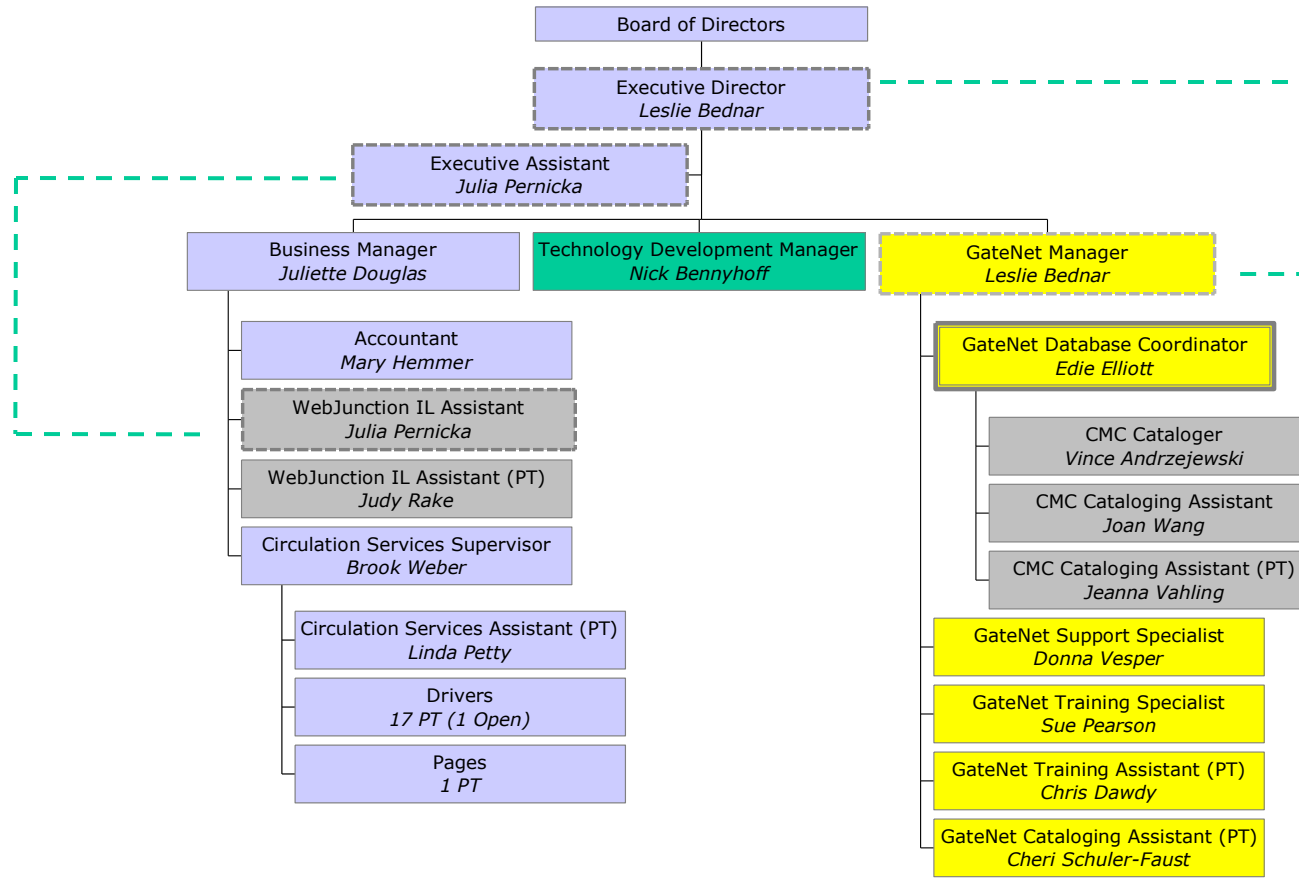 Board of Directors
Executive Director
Leslie Bednar
Executive Assistant
Julia Pernicka
Business Manager
Juliette Douglas
Technology Development Manager
Nick Bennyhoff
GateNet Manager
Leslie Bednar
Accountant
Mary Hemmer
WebJunction IL Assistant
Julia Pernicka
WebJunction IL Assistant (PT)
Judy Rake
Circulation Services Supervisor
Brook Weber
Circulation Services Assistant (PT)
Linda Petty
Drivers
17 PT (1 Open)
Pages
1 PT
GateNet Database Coordinator
Edie Elliott
CMC Cataloger
Vince Andrzejewski
CMC Cataloging Assistant
Joan Wang
CMC Cataloging Assistant (PT)
Jeanna Vahling
GateNet Support Specialist
Donna Vesper
GateNet Training Specialist
Sue Pearson
GateNet Training Assistant (PT)
Chris Dawdy
GateNet Cataloging Assistant (PT)
Cheri Schuler-Faust